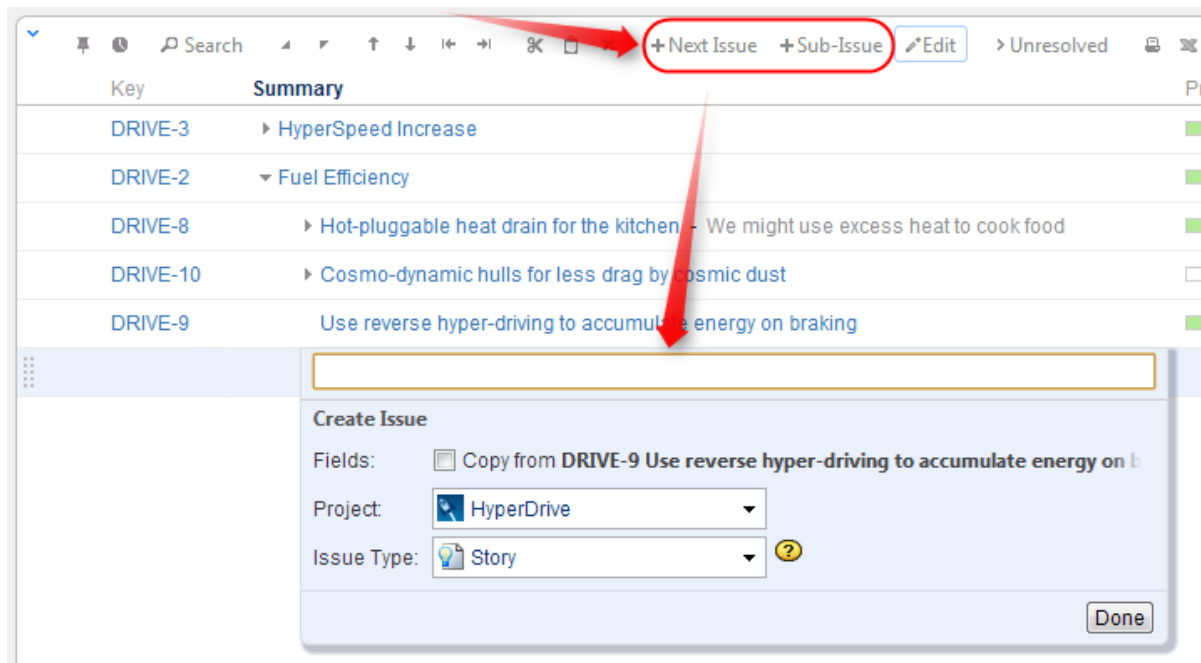 Search +Next Issue +Sub-Issue Edit >Unresolved
Key Summary
DRIVE-3 HyperSpeed Increase
DRIVE-2 Fuel Efficiency
DRIVE-8 Hot-pluggable heat drain for the kitchen - We might use excess heat to cook food
DRIVE-10 Cosmo-dynamic hulls for less drag by cosmic dust
DRIVE-9 Use reverse hyper-driving to accumulate energy on braking
Create Issue
Fields: Copy from DRIVE-9 Use reverse hyper-driving to accumulate energy on
Project: HyperDrive
Issue Type: Story ?
Done